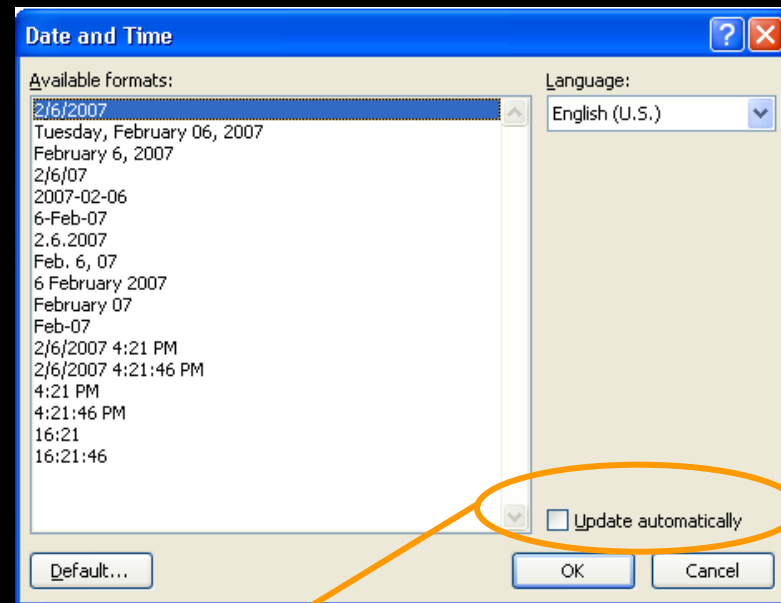 Date and Time
Available formats:
Language:
2/6/2007
English (U.S.)
Tuesday, February 06, 2007
February 6, 2007
2/6/07
2007-02-06
6-Feb-07
2.6.2007
Feb. 6, 07
6 February 2007
February 07
Feb-07
2/6/2007 4:21 PM
2/6/2007 4:21:46 PM
4:21 PM
4:21:46 PM
16:21
16:21:46
Update automatically
Default...
OK
Cancel